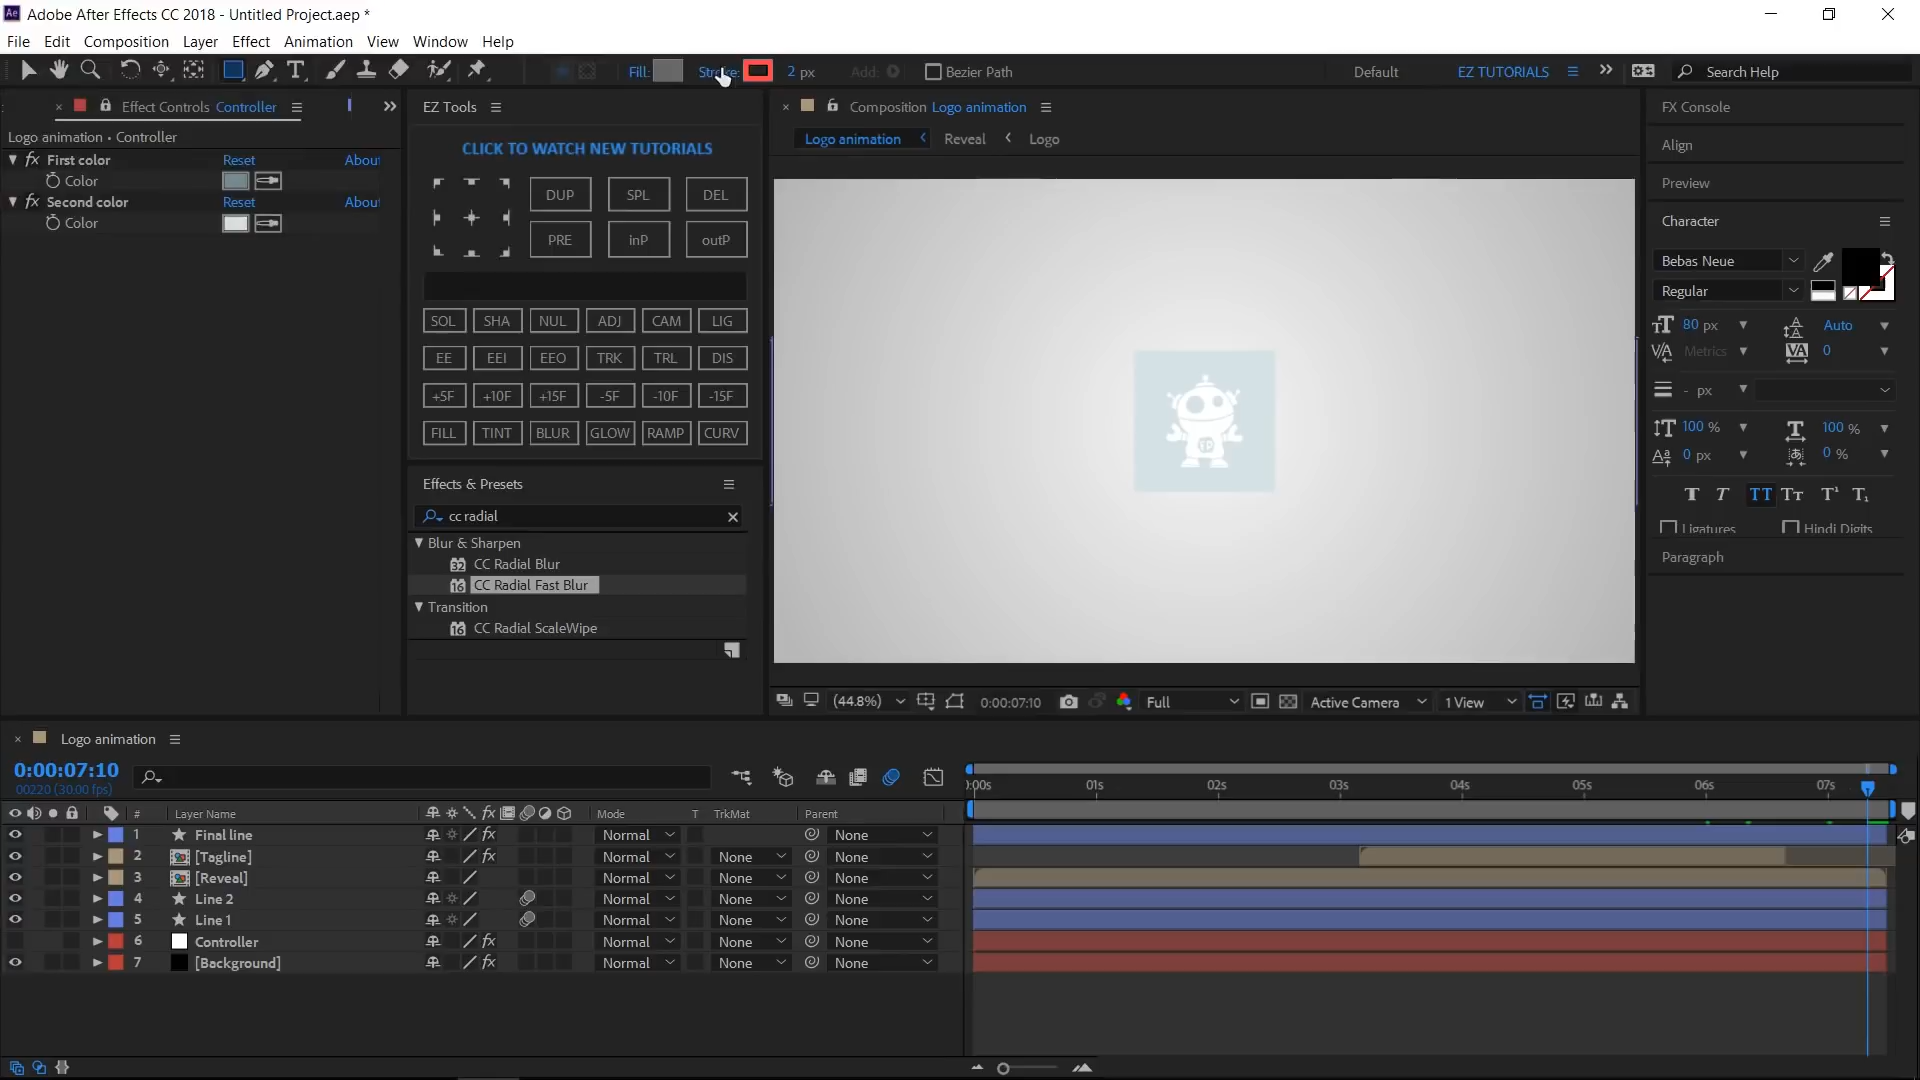 Adobe After Effects CC 2018 - Untitled Project.aep *
File Edit Composition Layer Effect Animation View Window Help
Fill: Stroke: 2 px Add: Bezier Path Default EZ TUTORIALS Search Help
Effect Controls Controller
Logo animation • Controller
First color Reset About
Color
Second color Reset About
Color
EZ Tools
CLICK TO WATCH NEW TUTORIALS
DUP SPL DEL
PRE inP outP
SOL SHA NUL ADJ CAM LIG
EE EEI EEO TRK TRL DIS
+5F +10F +15F -5F -10F -15F
FILL TINT BLUR GLOW RAMP CURV
Effects & Presets
cc radial
Blur & Sharpen
CC Radial Blur
CC Radial Fast Blur
Transition
CC Radial ScaleWipe
Composition Logo animation
Logo animation Reveal Logo
(44.8%) 0:00:07:10 Full Active Camera 1 View
FX Console
Align
Preview
Character
Bebas Neue
Regular
80 px Auto
Metrics 0
- px
100 % 100 %
0 px 0 %
Ligatures Hindi Digits
Paragraph
Logo animation
0:00:07:10
00220 (30.00 fps)
# Layer Name Mode T TrkMat Parent
:00s 01s 02s 03s 04s 05s 06s 07s
1 Final line Normal None
2 [Tagline] Normal None None
3 [Reveal] Normal None None
4 Line 2 Normal None None
5 Line 1 Normal None None
6 Controller Normal None None
7 [Background] Normal None None